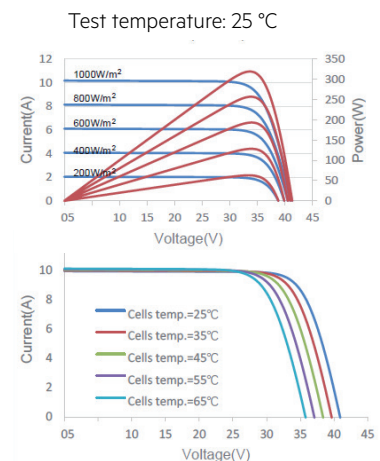 Test temperature: 25 °C
12
10
8
6
4
2
0
Current(A)
1000W/m²
800W/m²
600W/m²
400W/m²
200W/m²
350
300
250
200
150
100
50
0
Power(W)
05 10 15 20 25 30 35 40 45
Voltage(V)
10
8
6
4
2
0
Current(A)
Cells temp.=25℃
Cells temp.=35℃
Cells temp.=45℃
Cells temp.=55℃
Cells temp.=65℃
05 10 15 20 25 30 35 40 45
Voltage(V)